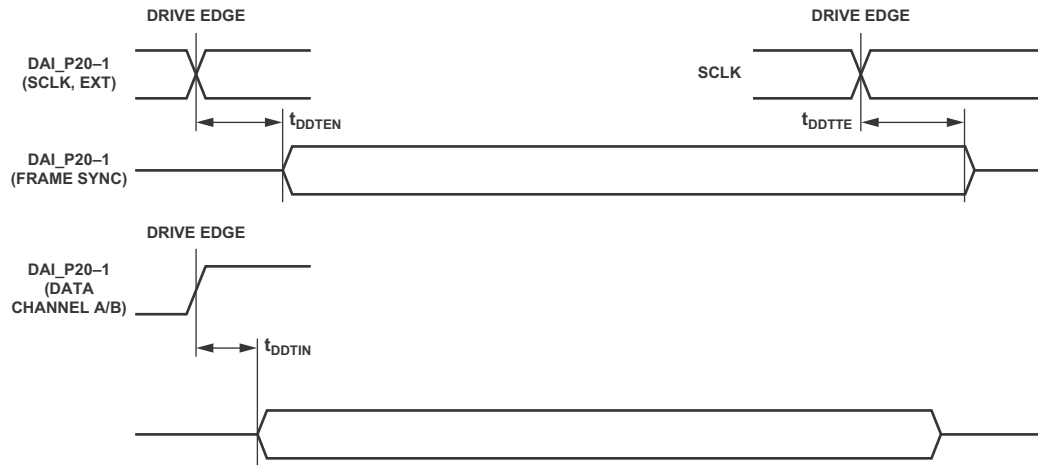 DRIVE EDGE
DRIVE EDGE
DAI_P20–1
(SCLK, EXT)
SCLK
tDDTEN
tDDTTE
DAI_P20–1
(FRAME SYNC)
DRIVE EDGE
DAI_P20–1
(DATA
CHANNEL A/B)
tDDTIN